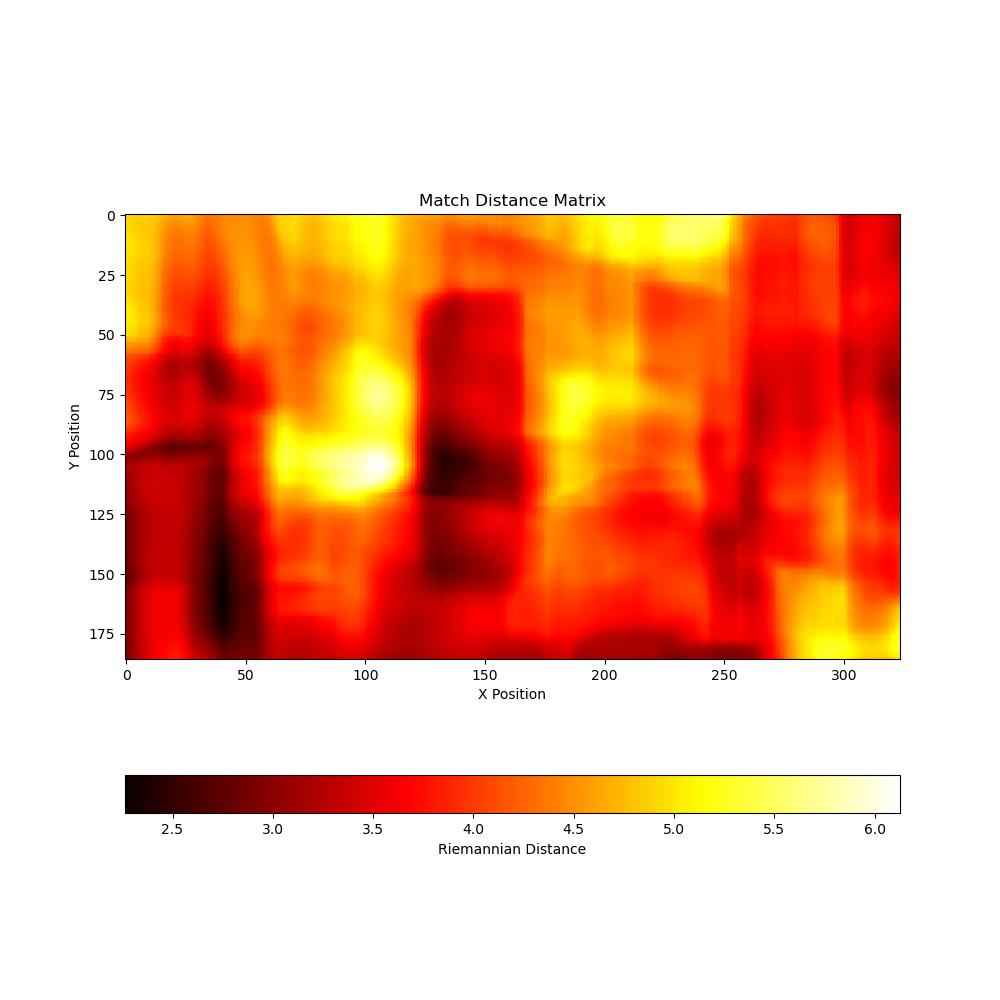 Match Distance Matrix
0
25
50
75
100
125
150
175
Y Position
0 50 100 150 200 250 300
X Position
2.5 3.0 3.5 4.0 4.5 5.0 5.5 6.0
Riemannian Distance